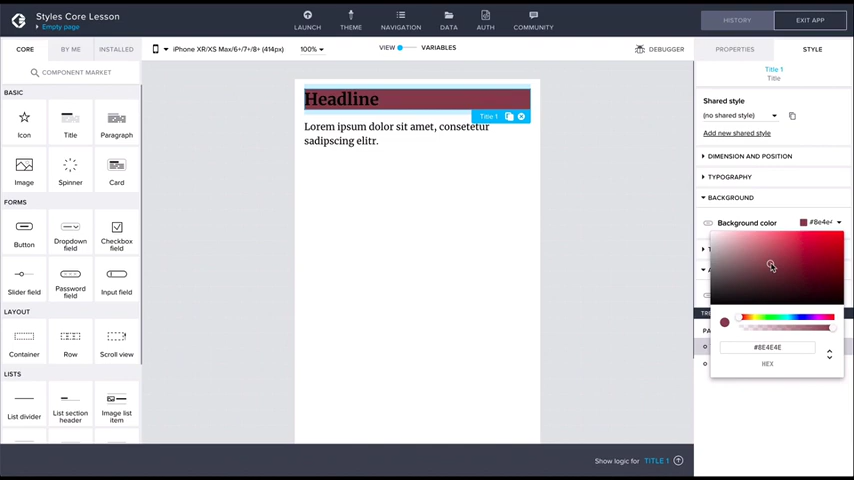 Styles Core Lesson
Empty page
LAUNCH
THEME
NAVIGATION
DATA
AUTH
COMMUNITY
HISTORY
EXIT APP
CORE
BY ME
INSTALLED
iPhone XR/XS Max/6+/7+/8+ (414px)
100%
VIEW
VARIABLES
DEBUGGER
PROPERTIES
STYLE
COMPONENT MARKET
BASIC
Icon
Title
Paragraph
Image
Spinner
Card
FORMS
Button
Dropdown field
Checkbox field
Slider field
Password field
Input field
LAYOUT
Container
Row
Scroll view
LISTS
List divider
List section header
Image list item
Headline
Title 1
Lorem ipsum dolor sit amet, consetetur
sadipscing elitr.
Title 1
Title
Shared style
(no shared style)
Add new shared style
DIMENSION AND POSITION
TYPOGRAPHY
BACKGROUND
Background color
#8e4e4
#8E4E4E
HEX
Show logic for TITLE 1